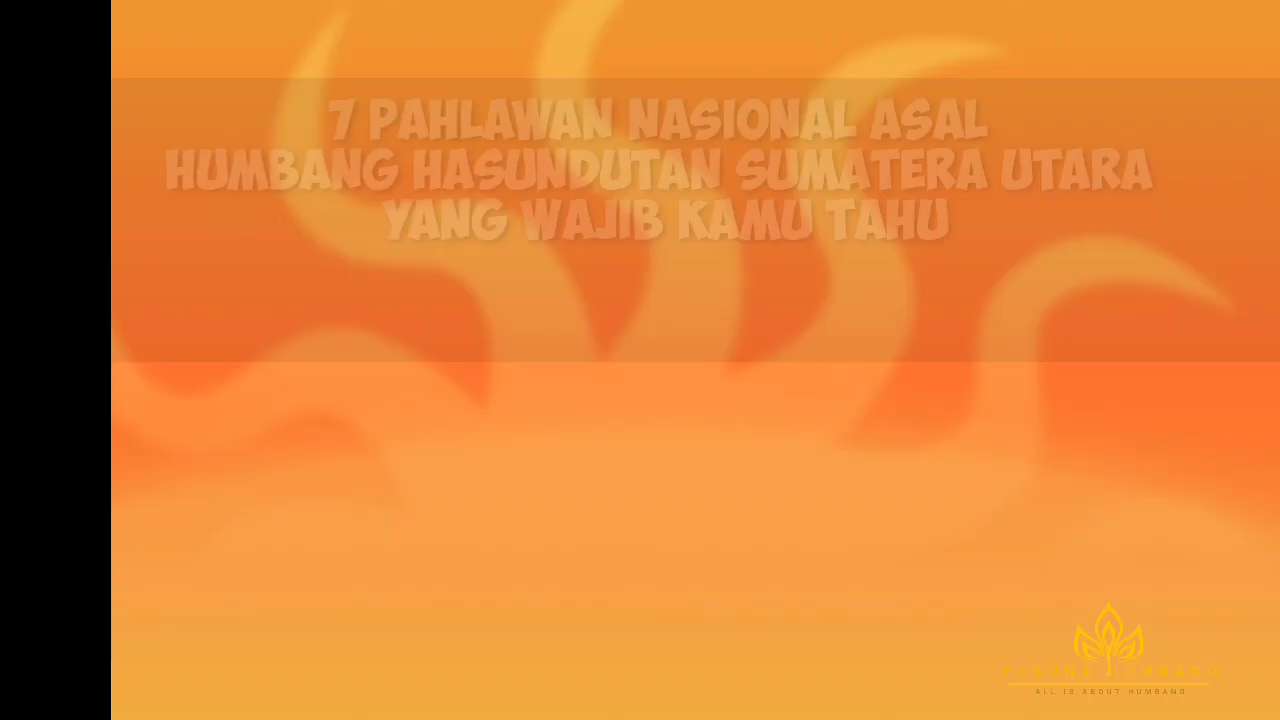 7 PAHLAWAN NASIONAL ASAL
HUMBANG HASUNDUTAN SUMATERA UTARA
YANG WAJIB KAMU TAHU
ALL IS ABOUT HUMBANG